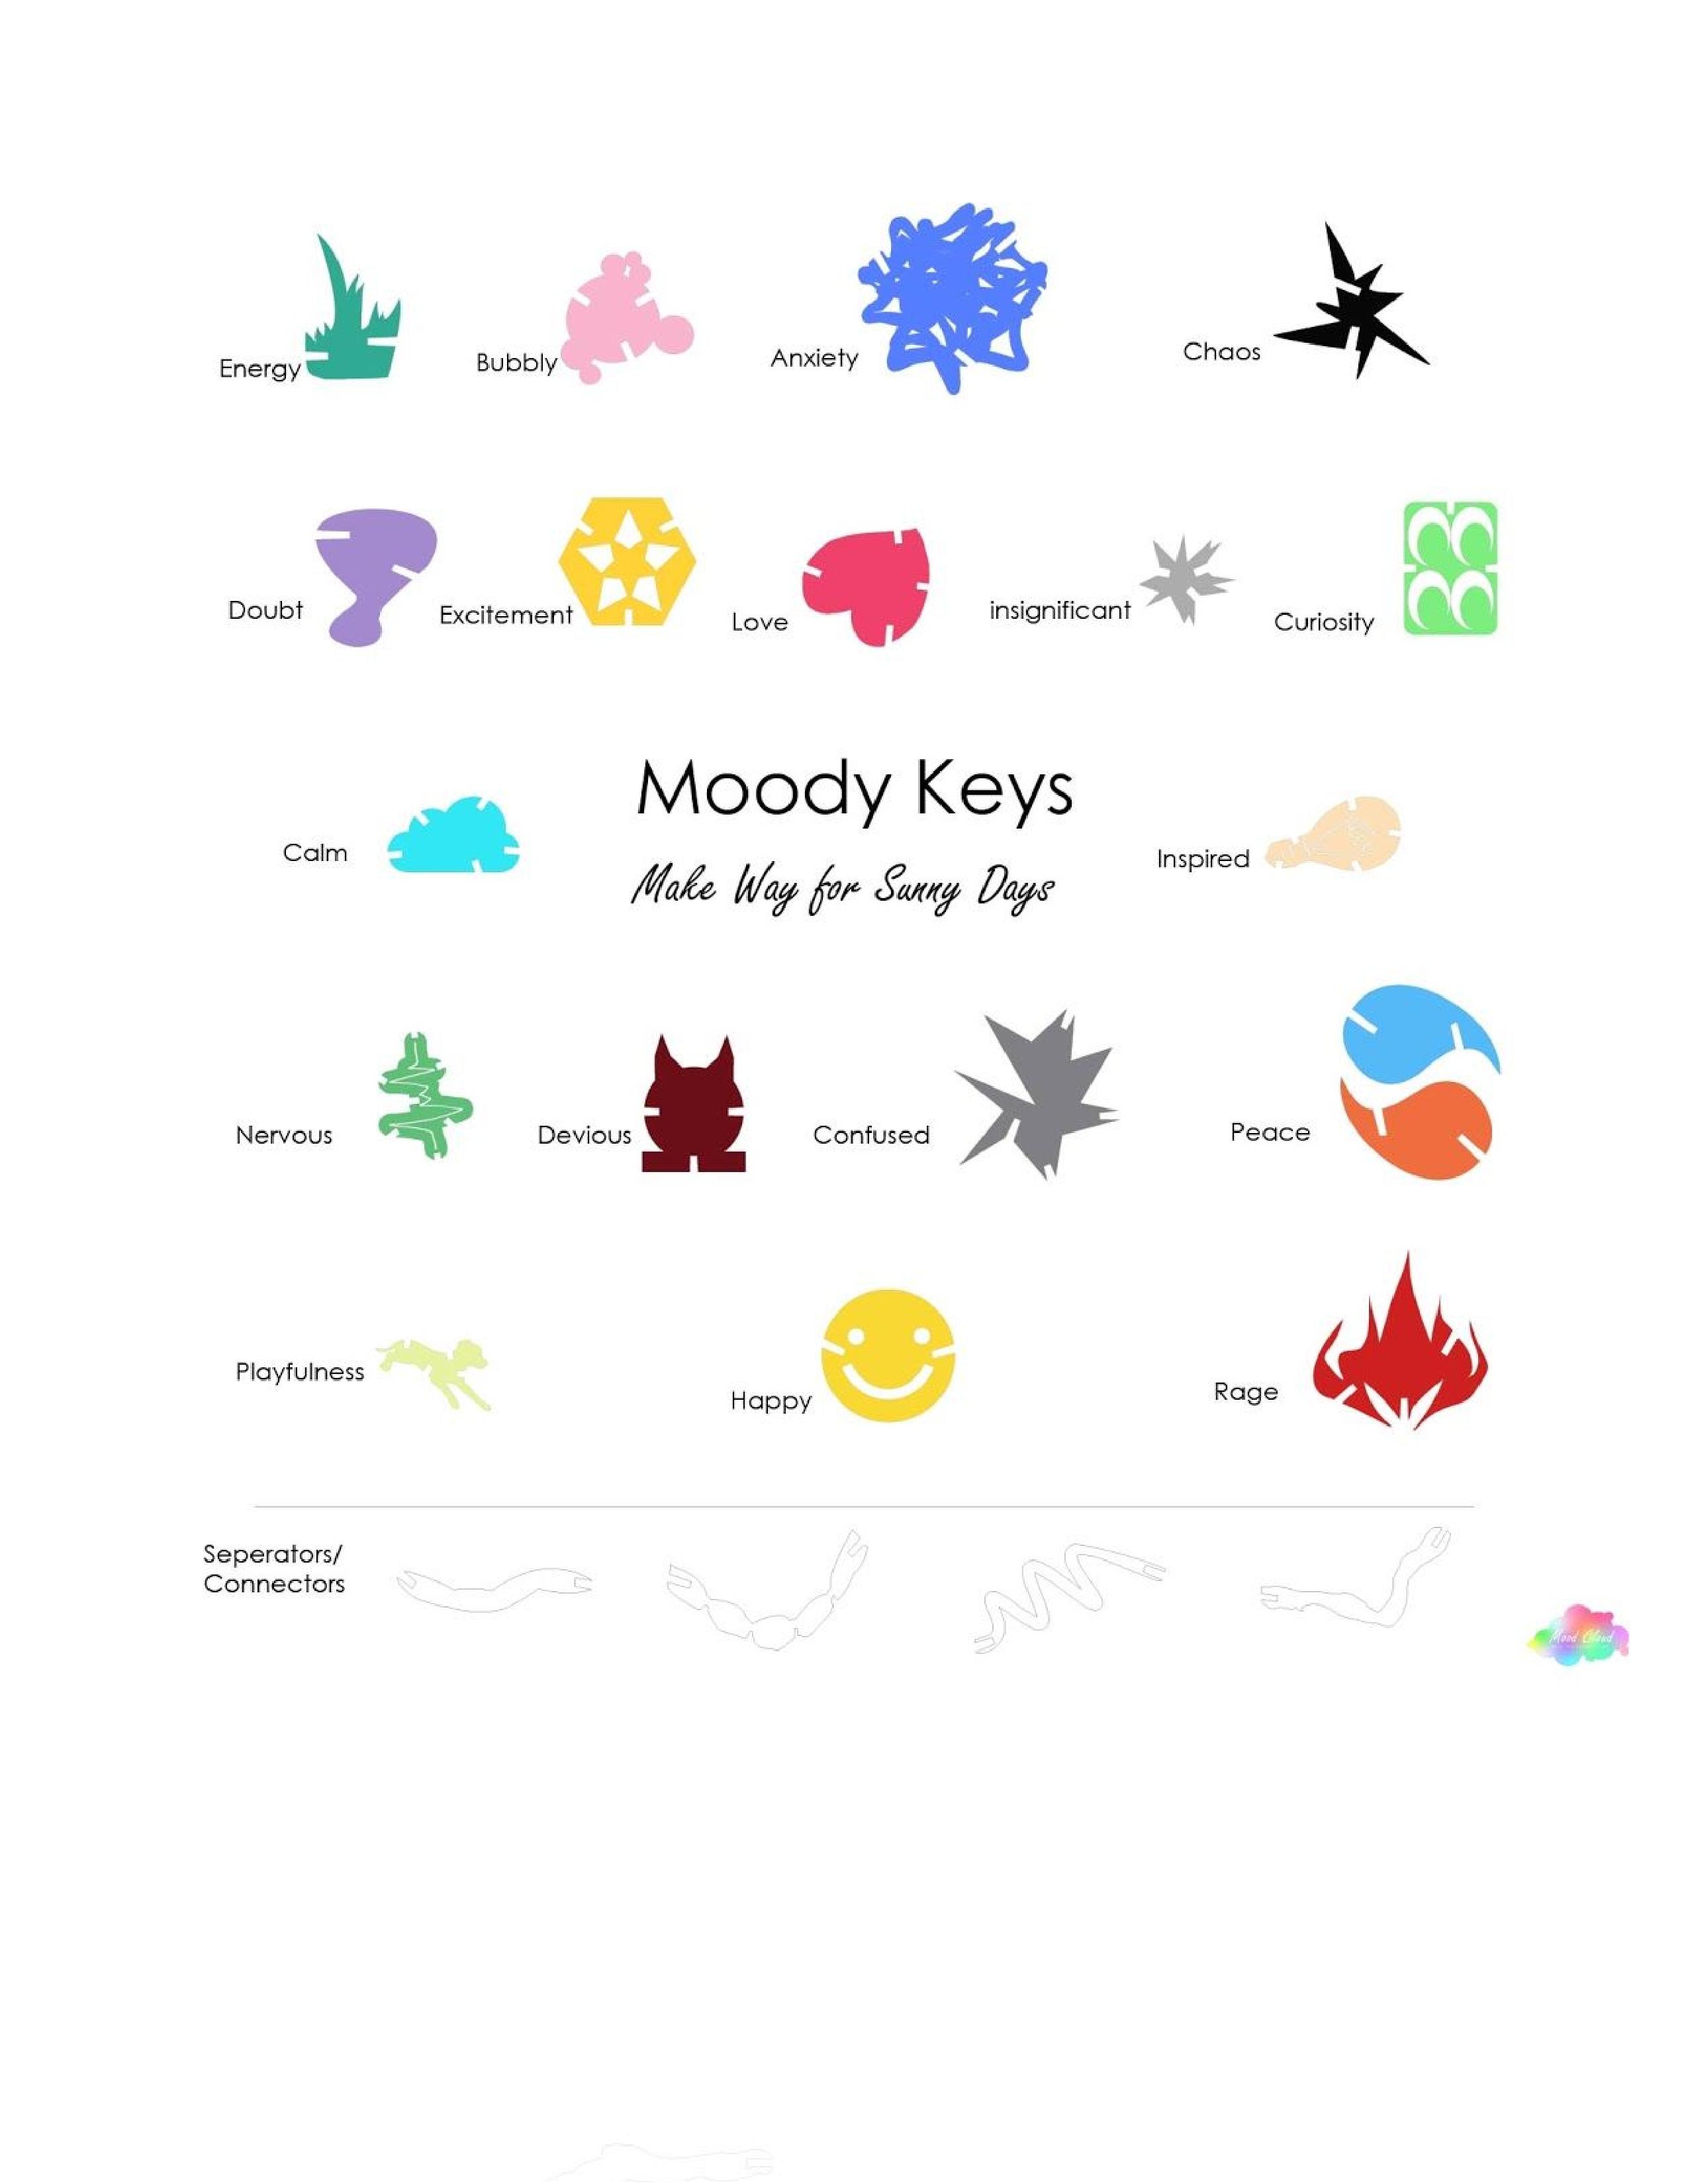 Energy
Bubbly
Anxiety
Chaos
Doubt
Excitement
Love
insignificant
Curiosity
Moody Keys
Calm
Inspired
Make Way for Sunny Days
Nervous
Devious
Confused
Peace
Playfulness
Happy
Rage
Seperators/
Connectors
Mood Cloud